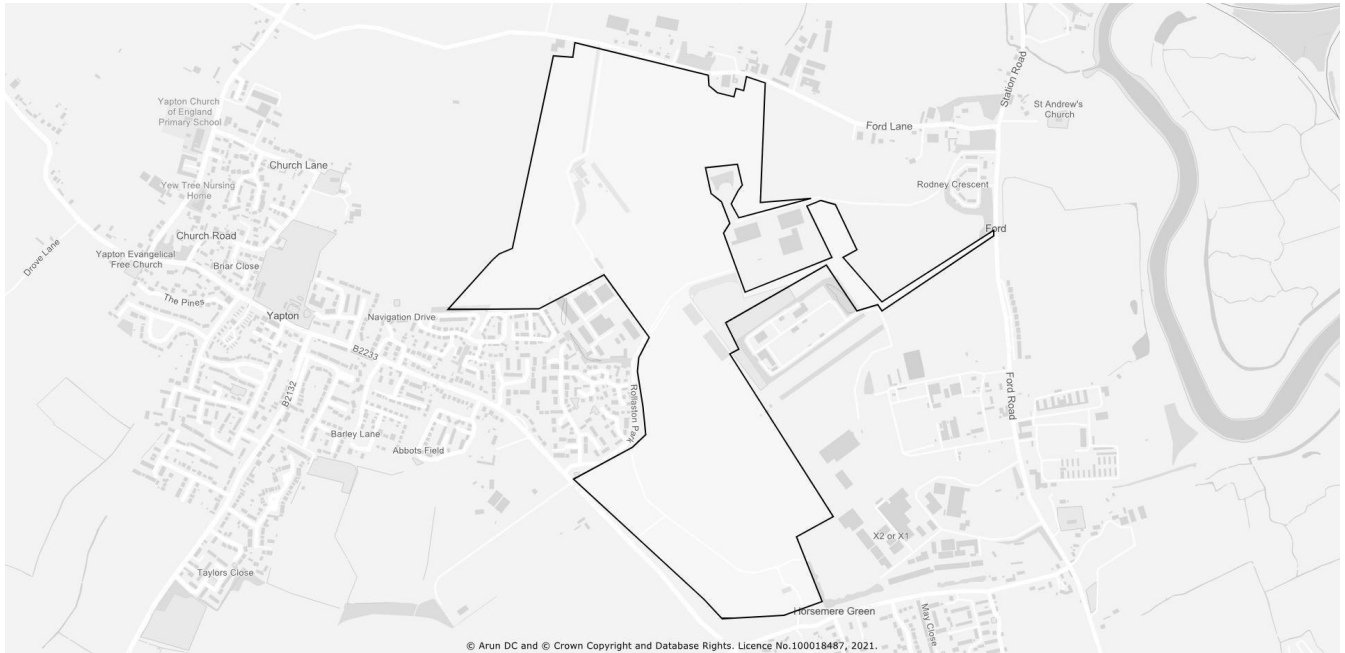 Station Road
St Andrew's
Church
Yapton Church
of England
Primary School
Ford Lane
Church Lane
Yew Tree Nursing
Home
Rodney Crescent
Church Road
Ford
Drove Lane
Yapton Evangelical
Free Church
Briar Close
The Pines
Yapton
Navigation Drive
B2233
B2132
Rollaston Park
Ford Road
Barley Lane
Abbots Field
X2 or X1
Taylors Close
Horsemere Green
May Close
© Arun DC and © Crown Copyright and Database Rights. Licence No.100018487, 2021.